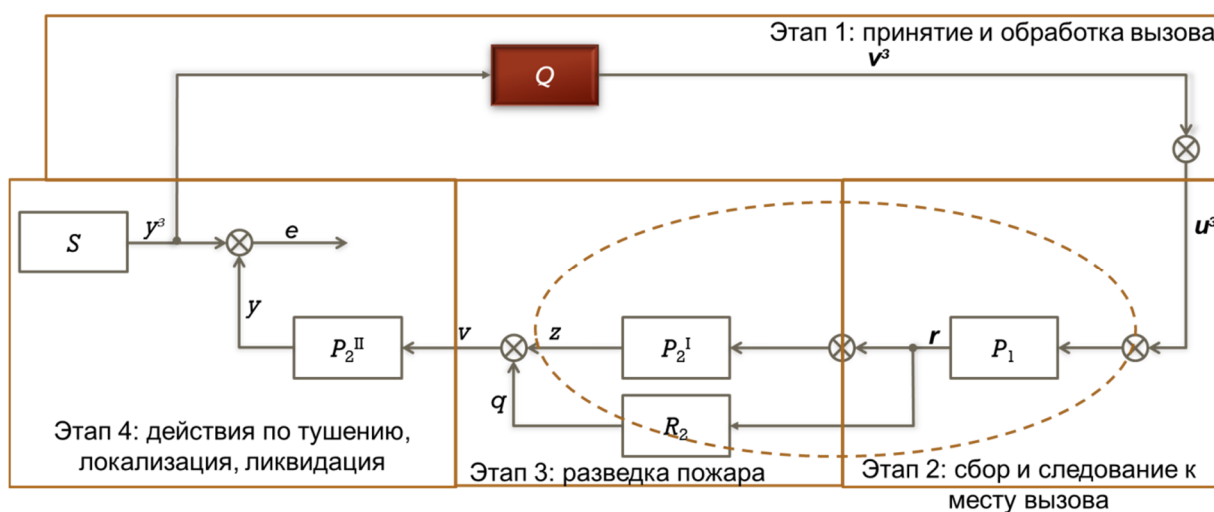 Этап 1: принятие и обработка вызова
v³
Q
u³
S
y³
e
y
P₂ᴵᴵ
v
z
P₂ᴵ
r
P₁
q
R₂
Этап 4: действия по тушению,
локализация, ликвидация
Этап 3: разведка пожара
Этап 2: сбор и следование к
месту вызова